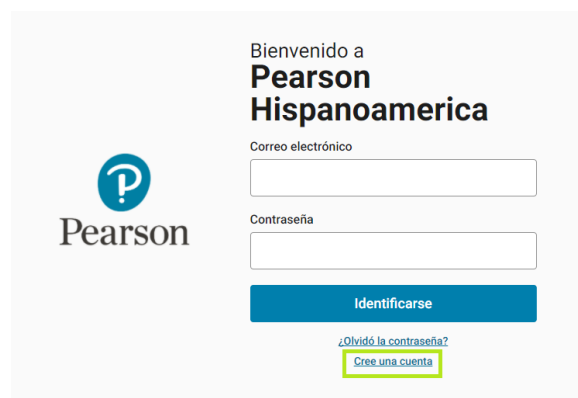 Bienvenido a
Pearson
Hispanoamerica
Correo electrónico
Pearson
Contraseña
Identificarse
¿Olvidó la contraseña?
Cree una cuenta